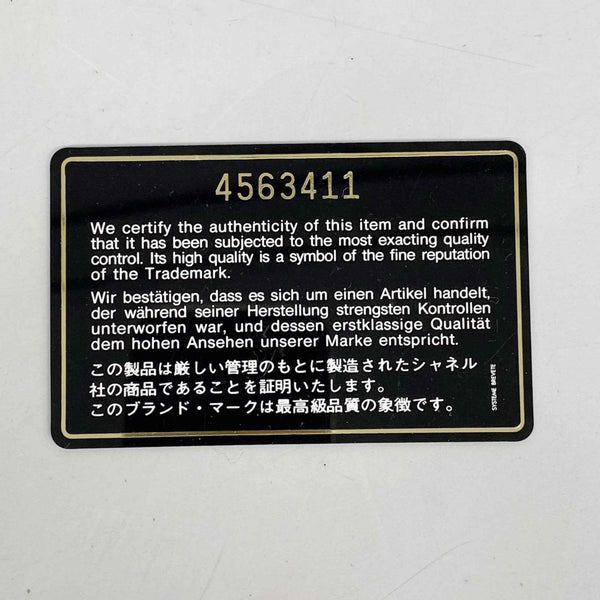 4563411
We certify the authenticity of this item and confirm
that it has been subjected to the most exacting quality
control. Its high quality is a symbol of the fine reputation
of the Trademark.
Wir bestätigen, dass es sich um einen Artikel handelt,
der während seiner Herstellung strengsten Kontrollen
unterworfen war, und dessen erstklassige Qualität
dem hohen Ansehen unserer Marke entspricht.
この製品は厳しい管理のもとに製造されたシャネル
社の商品であることを証明いたします。
このブランド・マークは最高級品質の象徴です。
SYSTEME BREVETE